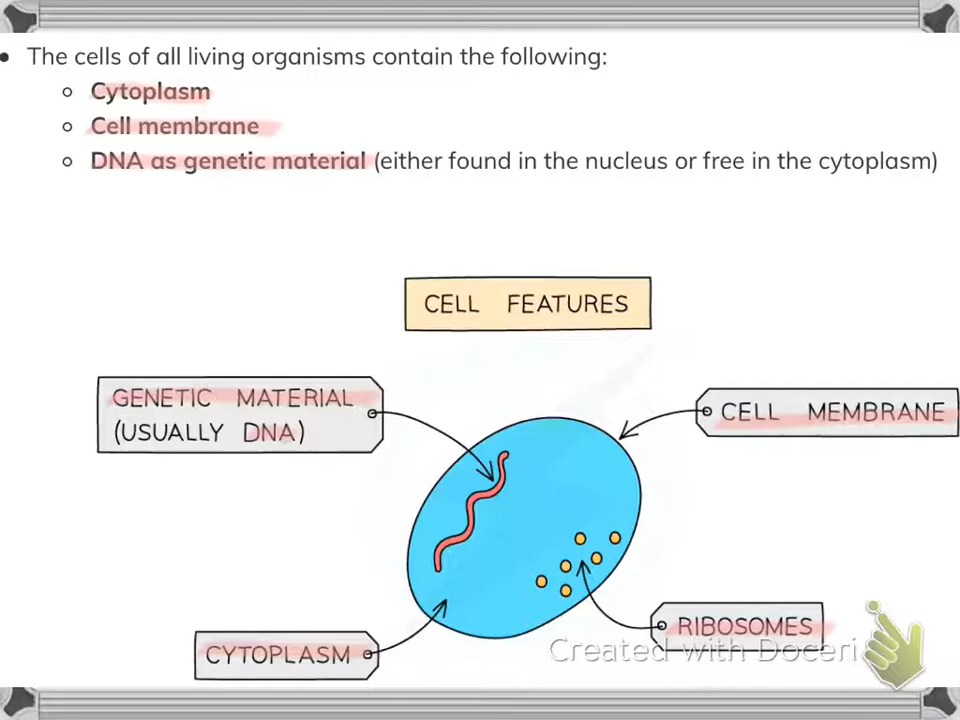 The cells of all living organisms contain the following:
Cytoplasm
Cell membrane
DNA as genetic material (either found in the nucleus or free in the cytoplasm)
CELL FEATURES
GENETIC MATERIAL
(USUALLY DNA)
CELL MEMBRANE
RIBOSOMES
CYTOPLASM
Created with Doceri